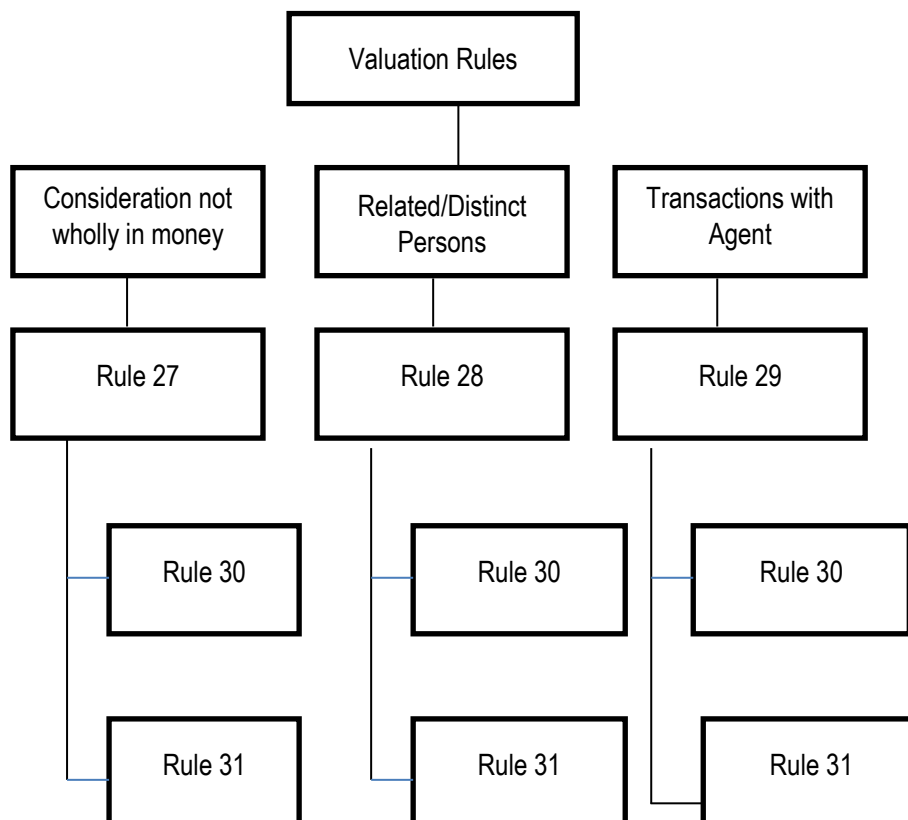 Valuation Rules
Consideration not
wholly in money
Related/Distinct
Persons
Transactions with
Agent
Rule 27
Rule 28
Rule 29
Rule 30
Rule 30
Rule 30
Rule 31
Rule 31
Rule 31